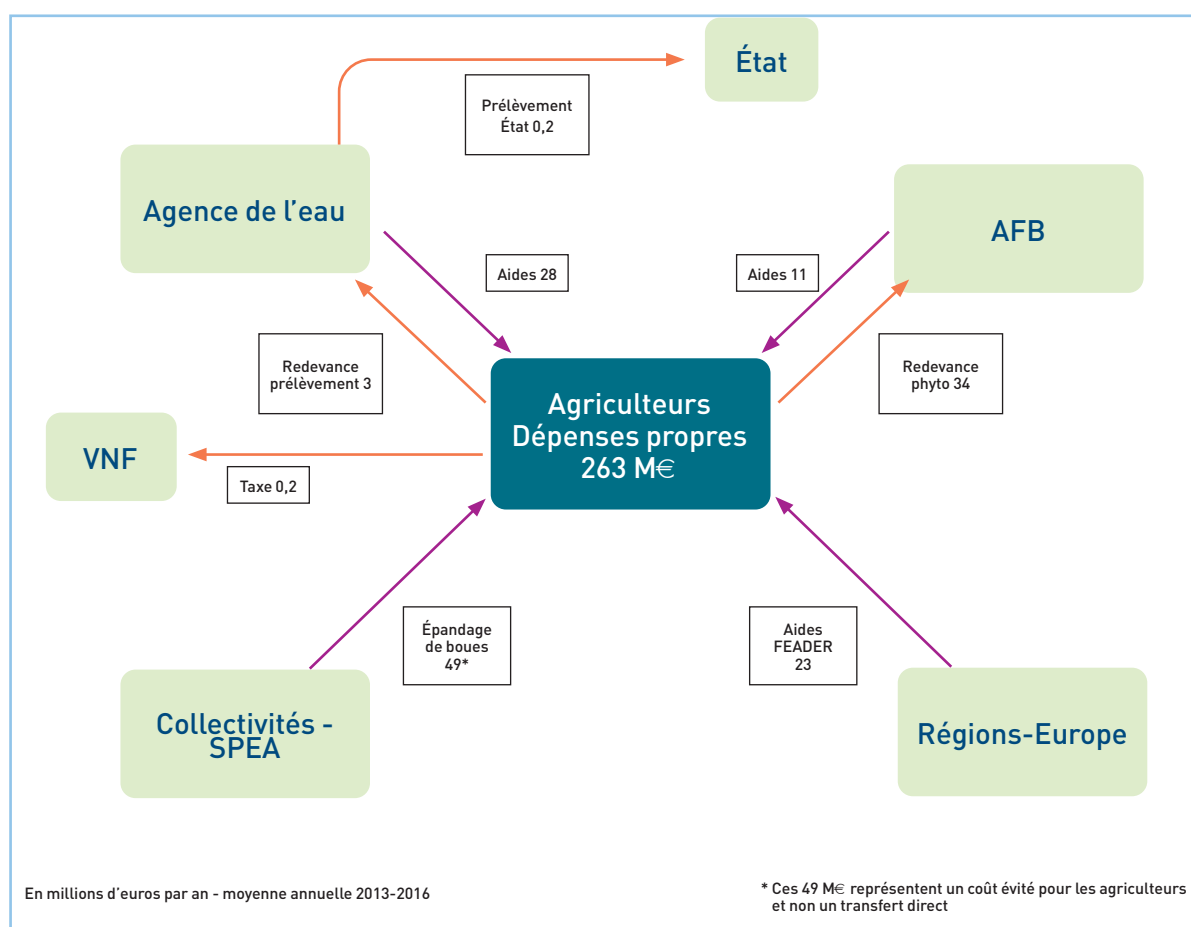 État
Prélèvement
État 0,2
Agence de l'eau
AFB
Aides 28
Aides 11
Redevance
prélèvement 3
Redevance
phyto 34
Agriculteurs
Dépenses propres
263 M€
VNF
Taxe 0,2
Épandage
de boues
49*
Aides
FEADER
23
Collectivités -
SPEA
Régions-Europe
En millions d'euros par an - moyenne annuelle 2013-2016
* Ces 49 M€ représentent un coût évité pour les agriculteurs
et non un transfert direct